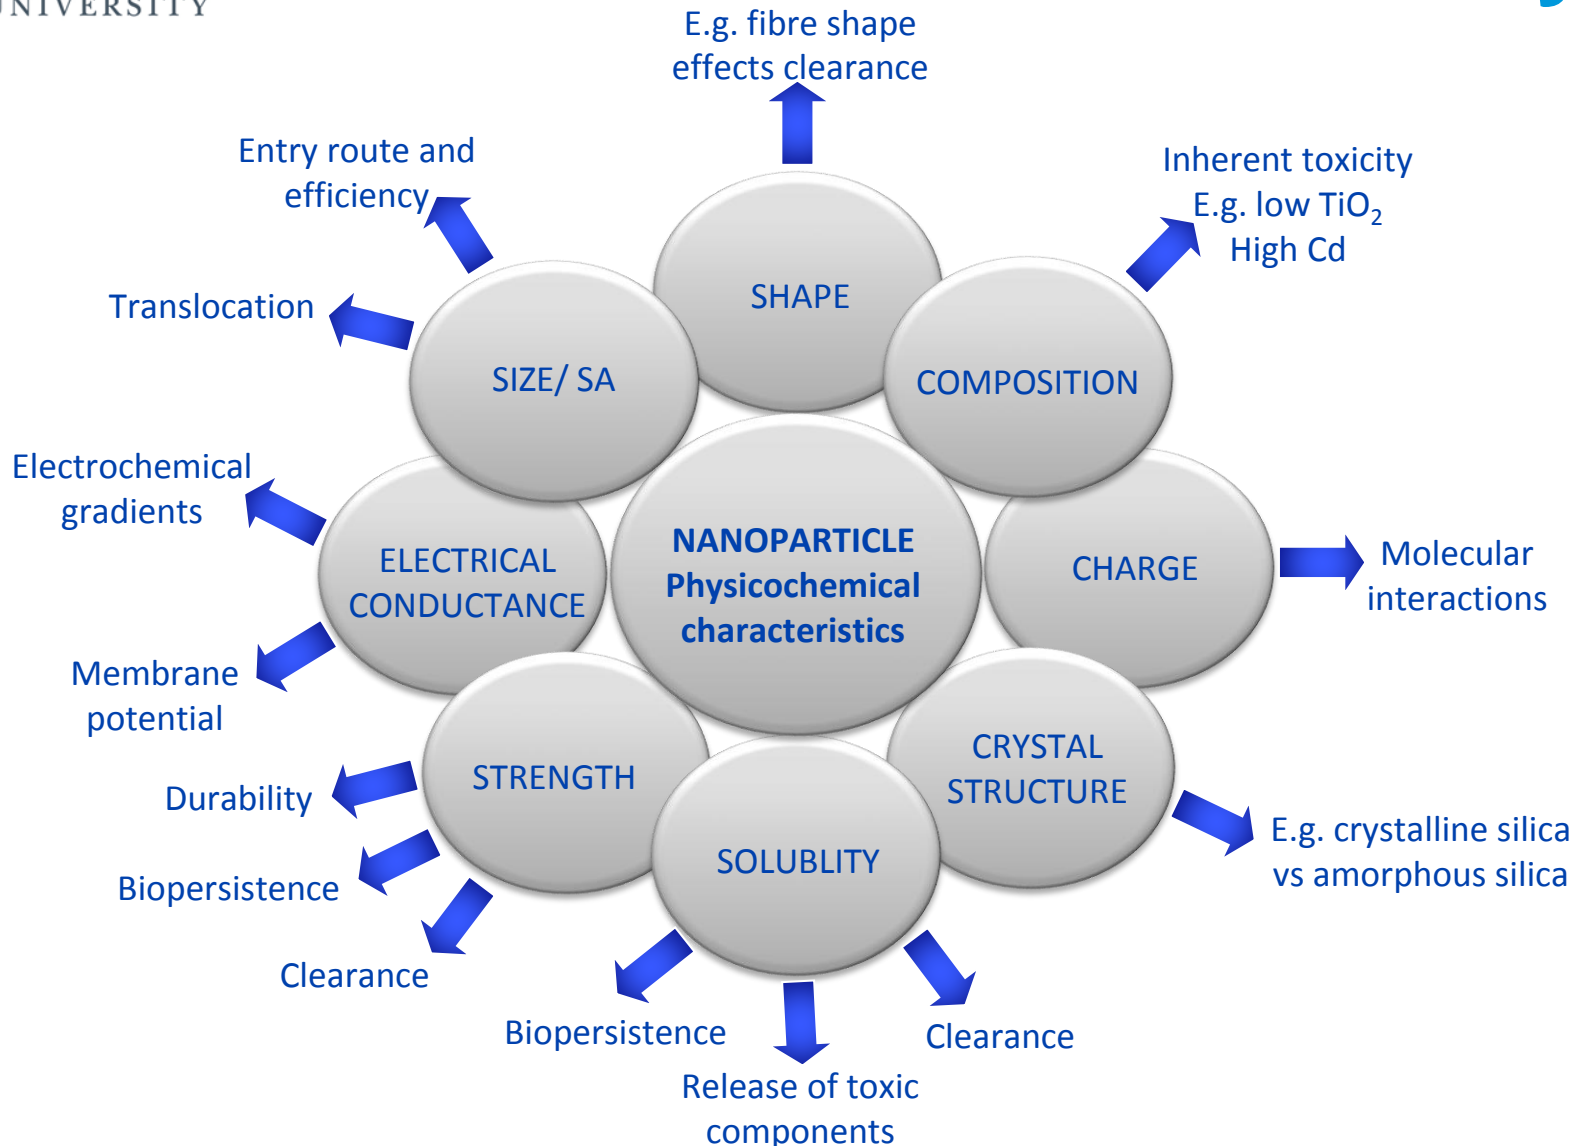 UNIVERSITY
E.g. fibre shape
effects clearance
Entry route and
efficiency
Inherent toxicity
E.g. low TiO₂
High Cd
SHAPE
Translocation
SIZE/ SA
COMPOSITION
Electrochemical
gradients
NANOPARTICLE
Physicochemical
characteristics
ELECTRICAL
CONDUCTANCE
CHARGE
Molecular
interactions
Membrane
potential
CRYSTAL
STRUCTURE
STRENGTH
Durability
SOLUBLITY
E.g. crystalline silica
vs amorphous silica
Biopersistence
Clearance
Biopersistence
Clearance
Release of toxic
components